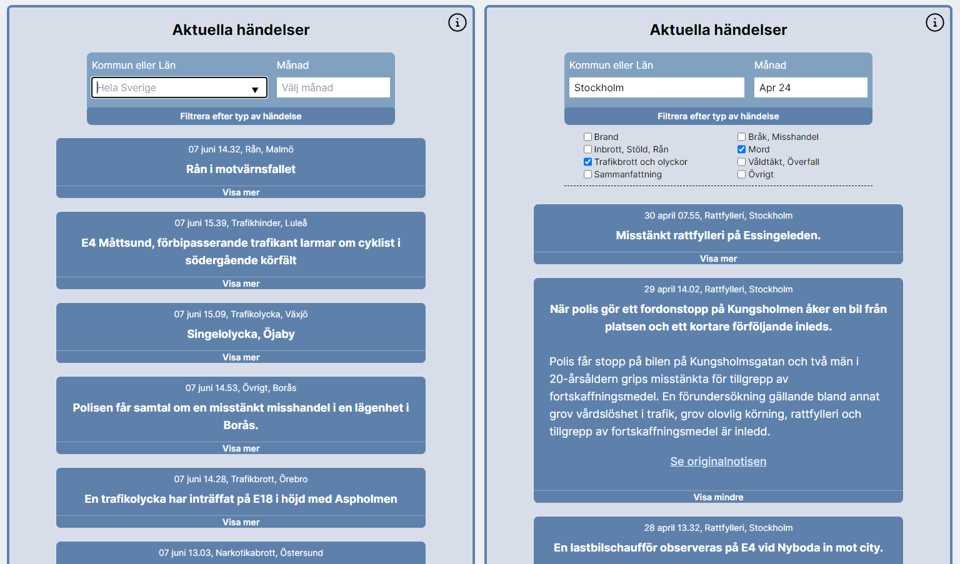 Aktuella händelser
Kommun eller Län
Månad
Hela Sverige
Välj månad
Filtrera efter typ av händelse
07 juni 14.32, Rån, Malmö
Rån i motvärnsfallet
Visa mer
07 juni 15.39, Trafikhinder, Luleå
E4 Måttsund, förbipasserande trafikant larmar om cyklist i
södergående körfält
Visa mer
07 juni 15.09, Trafikolycka, Växjö
Singelolycka, Öjaby
Visa mer
07 juni 14.53, Övrigt, Borås
Polisen får samtal om en misstänkt misshandel i en lägenhet i
Borås.
Visa mer
07 juni 14.28, Trafikbrott, Örebro
En trafikolycka har inträffat på E18 i höjd med Aspholmen
Visa mer
07 juni 13.03, Narkotikabrott, Östersund
Aktuella händelser
Kommun eller Län
Månad
Stockholm
Apr 24
Filtrera efter typ av händelse
Brand
Bråk, Misshandel
Inbrott, Stöld, Rån
Mord
Trafikbrott och olyckor
Våldtäkt, Överfall
Sammanfattning
Övrigt
30 april 07.55, Rattfylleri, Stockholm
Misstänkt rattfylleri på Essingeleden.
Visa mer
29 april 14.02, Rattfylleri, Stockholm
När polis gör ett fordonstopp på Kungsholmen åker en bil från
platsen och ett kortare förföljande inleds.
Polis får stopp på bilen på Kungsholmsgatan och två män i
20-årsåldern grips misstänkta för tillgrepp av
fortskaffningsmedel. En förundersökning gällande bland annat
grov vårdslöshet i trafik, grov olovlig körning, rattfylleri och
tillgrepp av fortskaffningsmedel är inledd.
Se originalnotisen
Visa mindre
28 april 13.32, Rattfylleri, Stockholm
En lastbilschaufför observeras på E4 vid Nyboda in mot city.